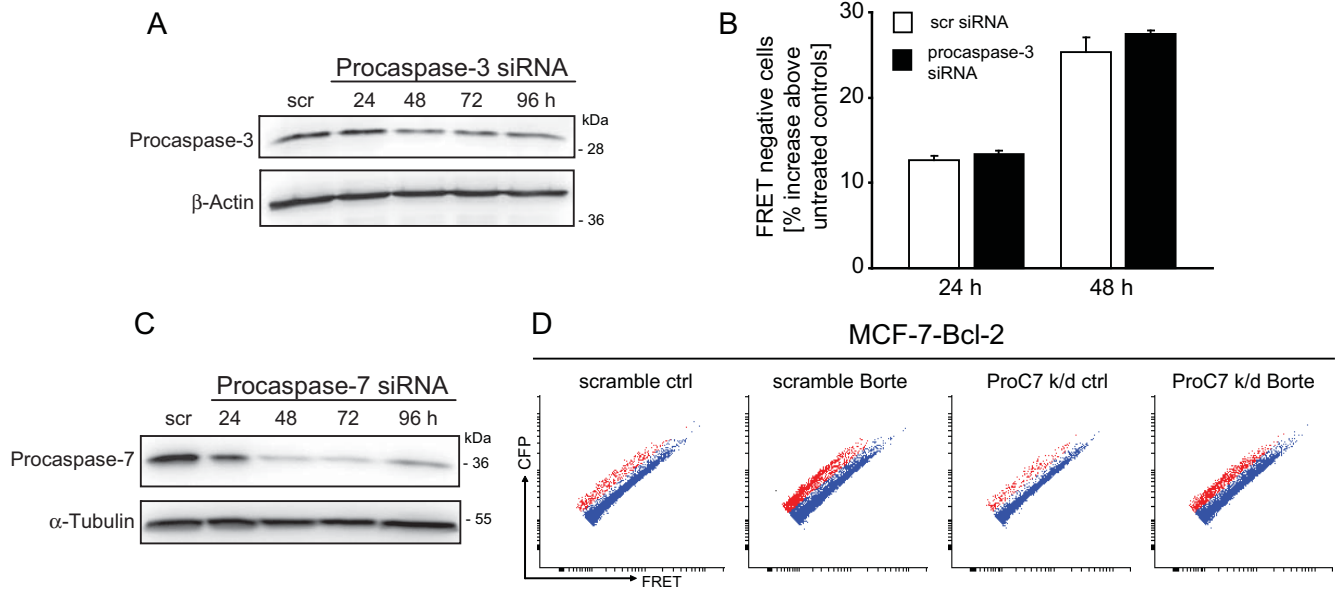 A
Procaspase-3 siRNA
scr 24 48 72 96 h
kDa
Procaspase-3
- 28
β-Actin
- 36
B
30
20
10
0
FRET negative cells
[% increase above
untreated controls]
scr siRNA
procaspase-3
siRNA
24 h 48 h
C
Procaspase-7 siRNA
scr 24 48 72 96 h
kDa
Procaspase-7
- 36
α-Tubulin
- 55
D
MCF-7-Bcl-2
scramble ctrl scramble Borte ProC7 k/d ctrl ProC7 k/d Borte
CFP
FRET